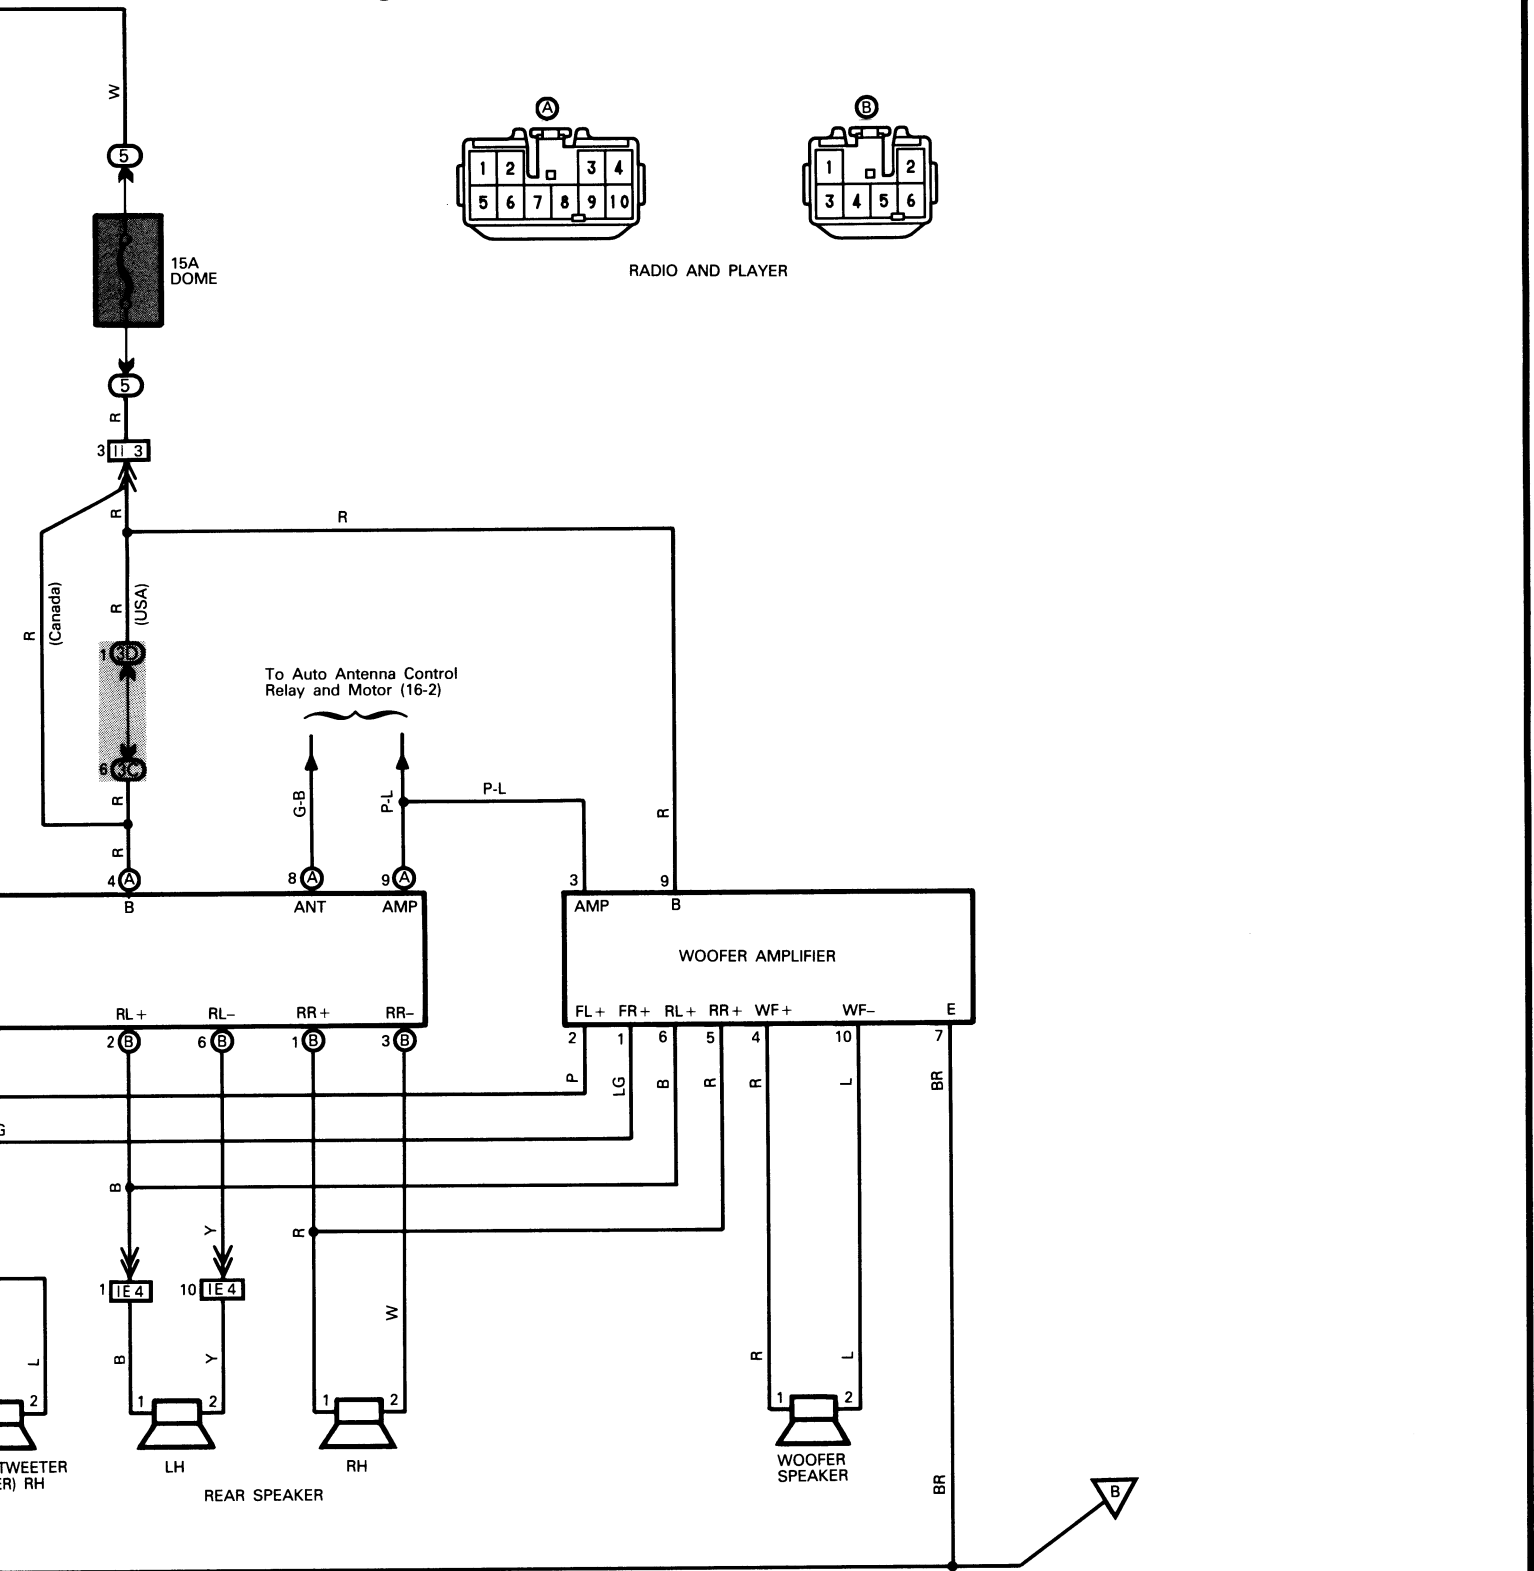 W
5
15A
DOME
5
R
3 II 3
R
R
R
(Canada)
R
(USA)
1 3D
6 3C
R
R
A
1 2 3 4
5 6 7 8 9 10
B
1 2
3 4 5 6
RADIO AND PLAYER
To Auto Antenna Control
Relay and Motor (16-2)
G-B
P-L
P-L
R
4 A
8 A
9 A
3
9
B
ANT
AMP
AMP
B
WOOFER AMPLIFIER
RL+
RL-
RR+
RR-
FL+ FR+ RL+ RR+ WF+
WF-
E
2 B
6 B
1 B
3 B
2
1
6
5
4
10
7
P
LG
B
R
R
L
BR
G
B
Y
R
1 IE4
10 IE4
W
L
B
Y
R
L
2
1
2
1
2
1
2
TWEETER
ER) RH
LH
RH
REAR SPEAKER
WOOFER
SPEAKER
BR
B